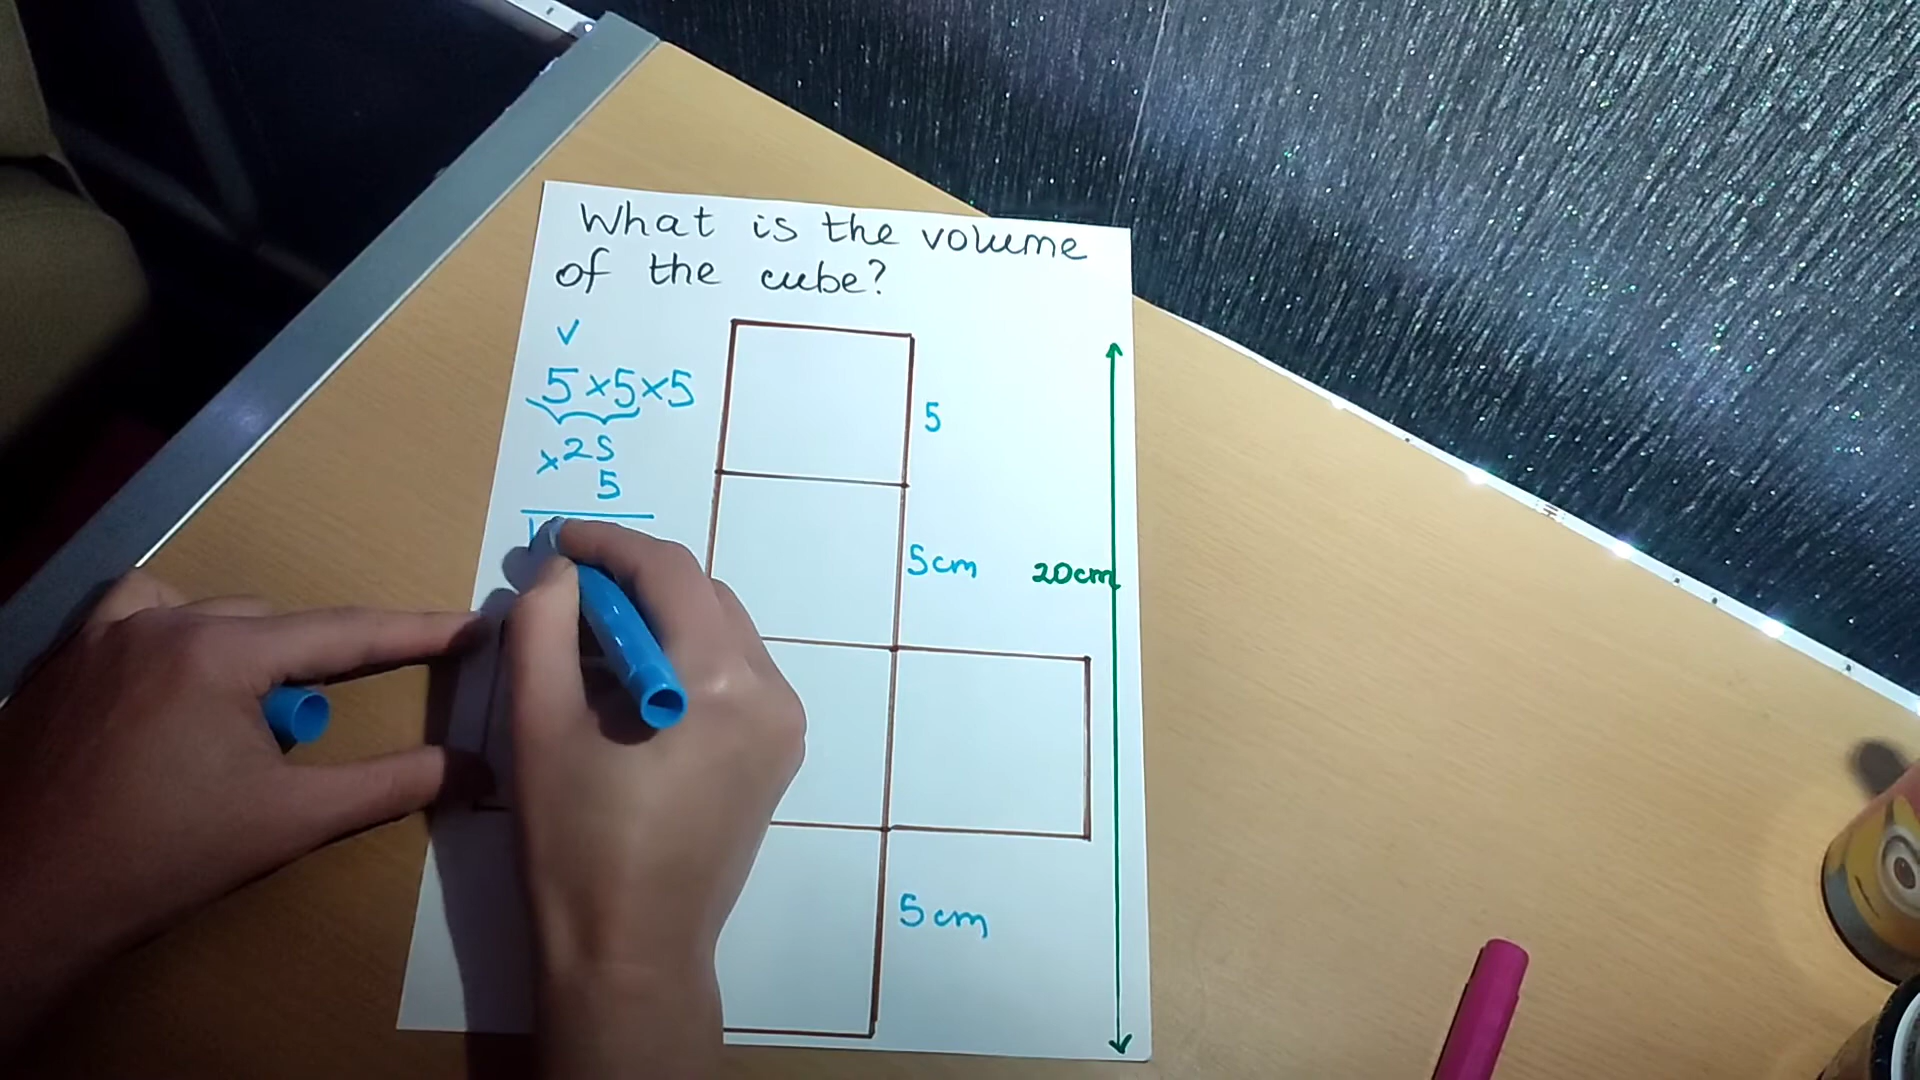 What is the volume
of the cube?
V
5×5×5
×25
5
5
5cm
20cm
5cm